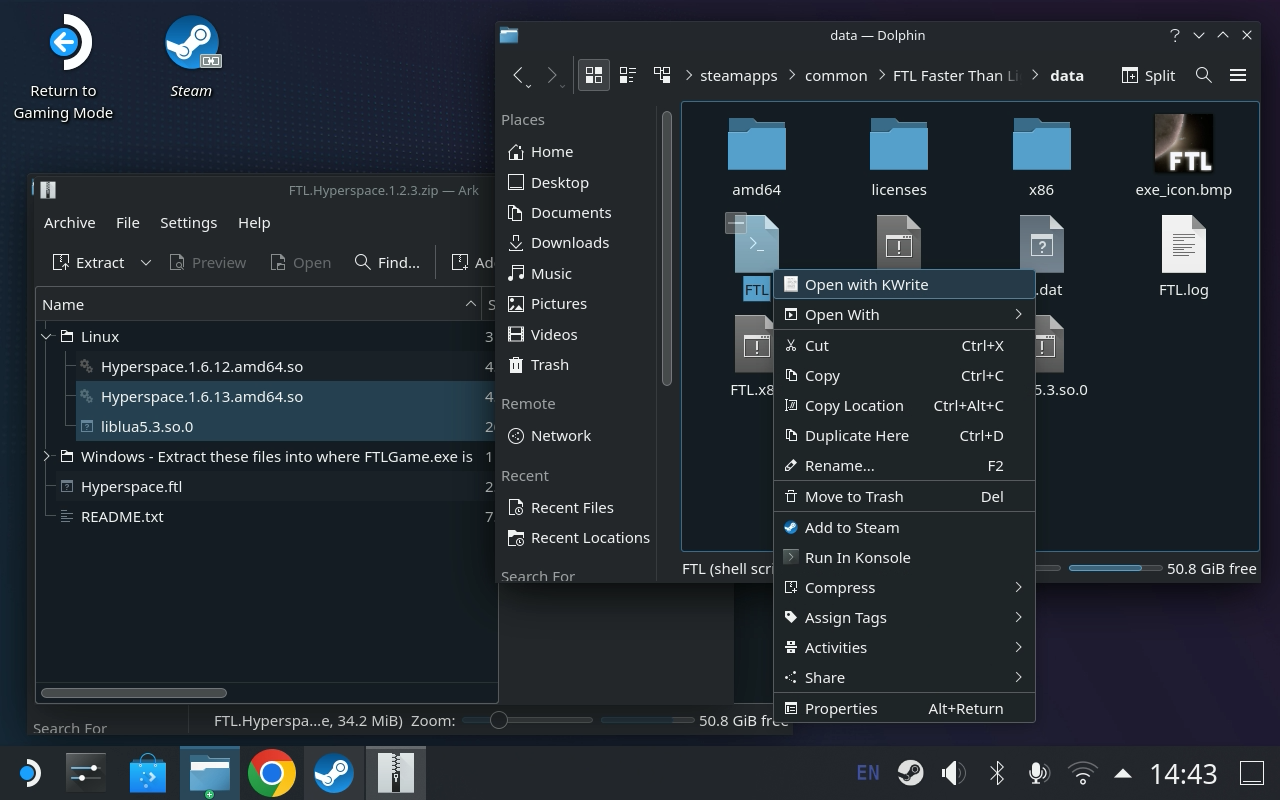 Return to
Gaming Mode
Steam
data — Dolphin
steamapps
common
FTL Faster Than Li
data
Split
Places
Home
Desktop
Documents
Downloads
Music
Pictures
Videos
Trash
Remote
Network
Recent
Recent Files
Recent Locations
Search For
amd64
licenses
x86
exe_icon.bmp
FTL
FTL
.dat
FTL.log
FTL.x8
5.3.so.0
FTL (shell scri
50.8 GiB free
Open with KWrite
Open With
Cut Ctrl+X
Copy Ctrl+C
Copy Location Ctrl+Alt+C
Duplicate Here Ctrl+D
Rename... F2
Move to Trash Del
Add to Steam
Run In Konsole
Compress
Assign Tags
Activities
Share
Properties Alt+Return
FTL.Hyperspace.1.2.3.zip — Ark
Archive File Settings Help
Extract Preview Open Find... Ad
Name S
Linux 3
Hyperspace.1.6.12.amd64.so 4
Hyperspace.1.6.13.amd64.so 4
liblua5.3.so.0 2
Windows - Extract these files into where FTLGame.exe is 1
Hyperspace.ftl 2
README.txt 7
Search For
FTL.Hyperspa...e, 34.2 MiB) Zoom: 50.8 GiB free
EN
14:43